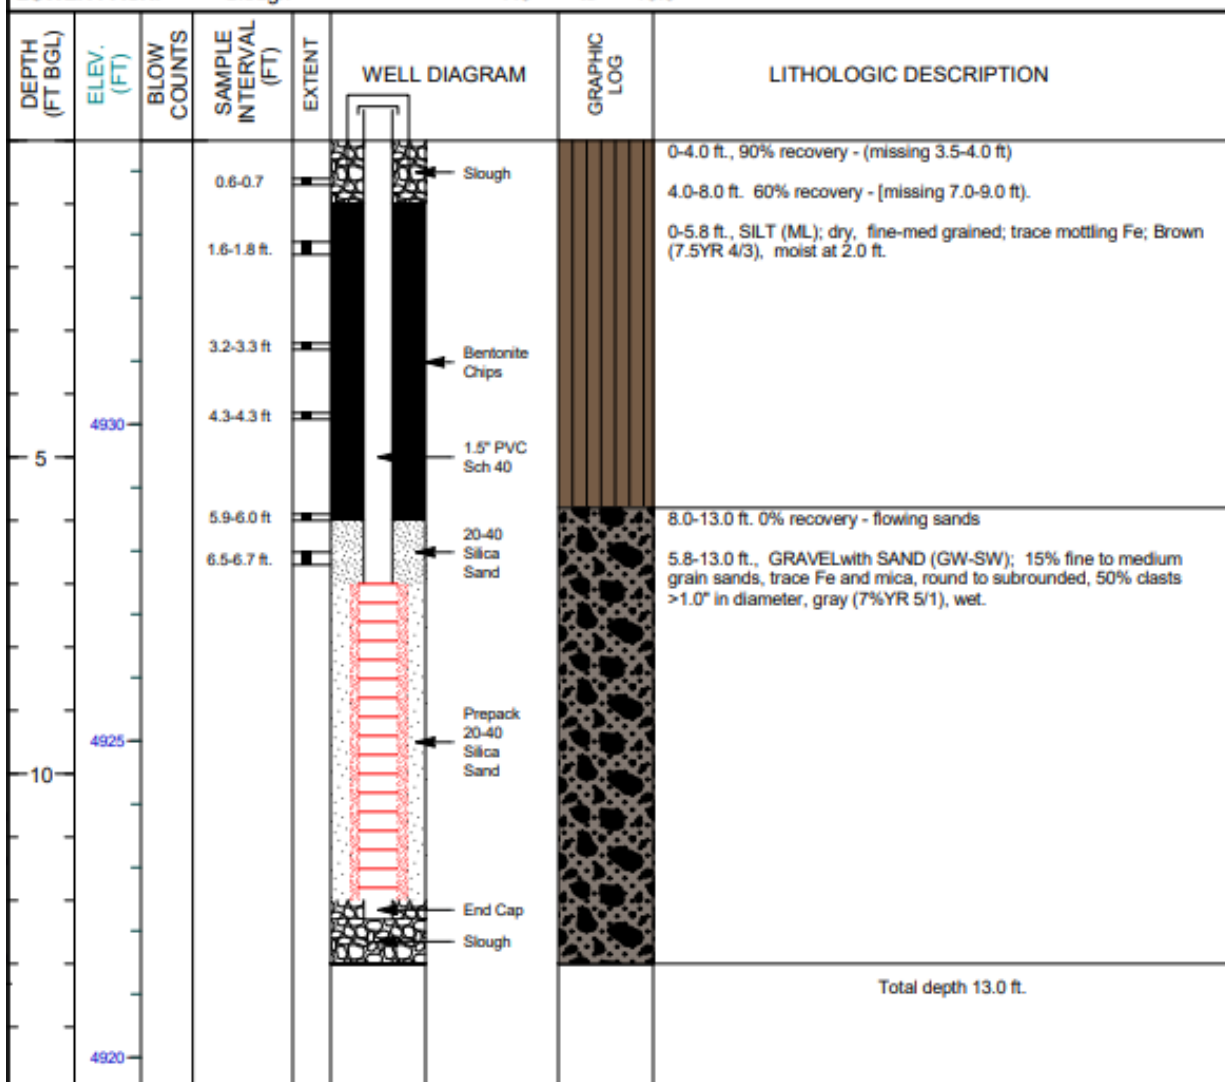 DEPTH
(FT BGL)
ELEV.
(FT)
BLOW
COUNTS
SAMPLE
INTERVAL
(FT)
EXTENT
WELL DIAGRAM
GRAPHIC
LOG
LITHOLOGIC DESCRIPTION
0-4.0 ft., 90% recovery - (missing 3.5-4.0 ft)
Slough
0.6-0.7
4.0-8.0 ft. 60% recovery - [missing 7.0-9.0 ft).
0-5.8 ft., SILT (ML); dry, fine-med grained; trace mottling Fe; Brown
(7.5YR 4/3), moist at 2.0 ft.
1.6-1.8 ft.
3.2-3.3 ft
Bentonite
Chips
4.3-4.3 ft
4930
1.5" PVC
Sch 40
5
5.9-6.0 ft
8.0-13.0 ft. 0% recovery - flowing sands
20-40
Silica
Sand
6.5-6.7 ft.
5.8-13.0 ft., GRAVELwith SAND (GW-SW); 15% fine to medium
grain sands, trace Fe and mica, round to subrounded, 50% clasts
>1.0" in diameter, gray (7%YR 5/1), wet.
Prepack
20-40
Silica
Sand
4925
10
End Cap
Slough
Total depth 13.0 ft.
4920